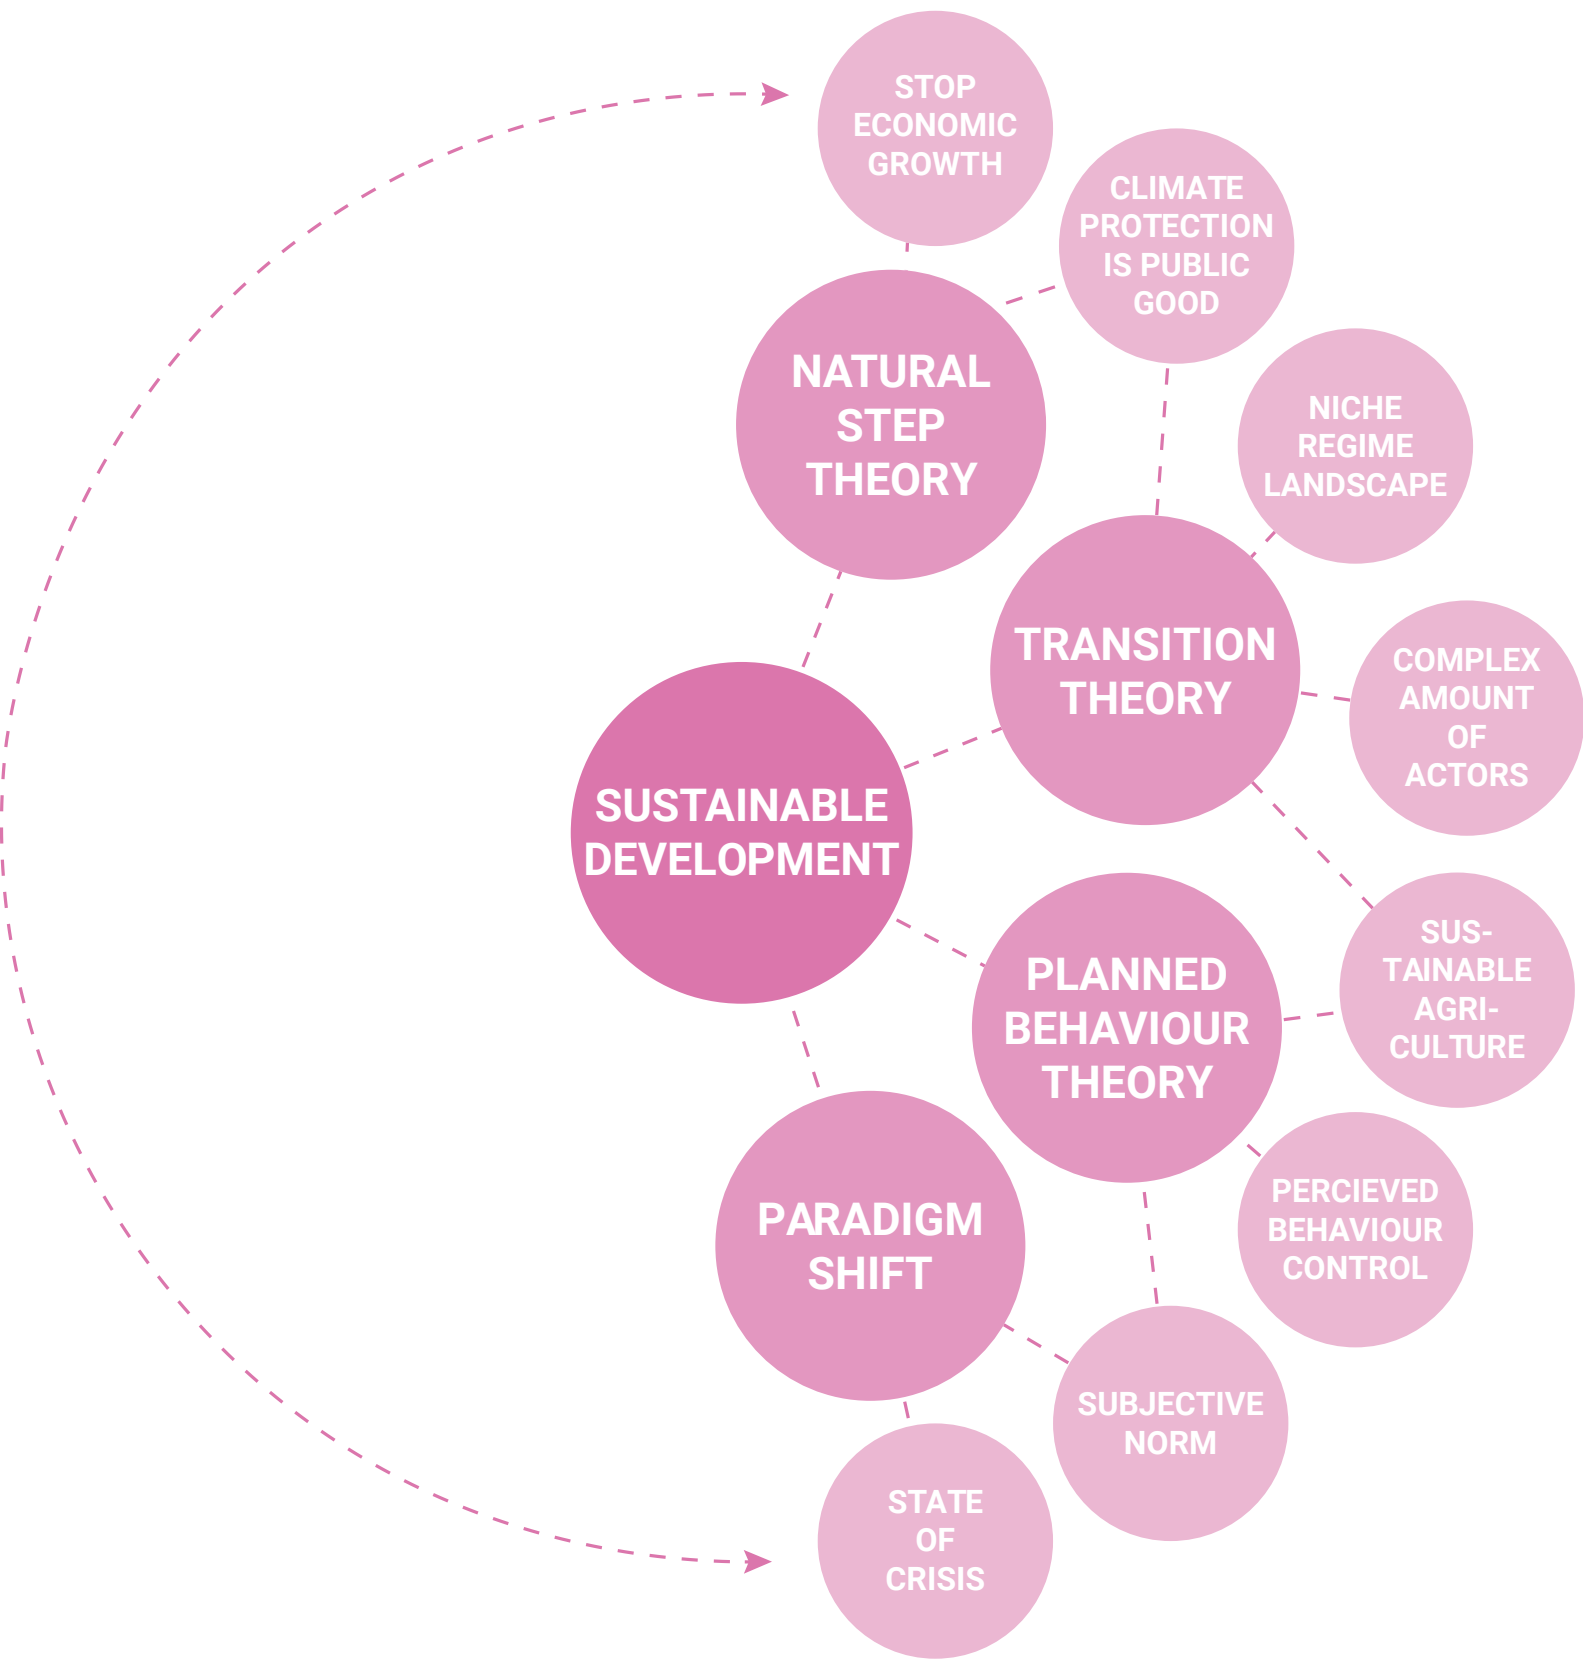 STOP
ECONOMIC
GROWTH
CLIMATE
PROTECTION
IS PUBLIC
GOOD
NATURAL
STEP
THEORY
NICHE
REGIME
LANDSCAPE
TRANSITION
THEORY
COMPLEX
AMOUNT
OF
ACTORS
SUSTAINABLE
DEVELOPMENT
SUS-
TAINABLE
AGRI-
CULTURE
PLANNED
BEHAVIOUR
THEORY
PERCIEVED
BEHAVIOUR
CONTROL
PARADIGM
SHIFT
SUBJECTIVE
NORM
STATE
OF
CRISIS